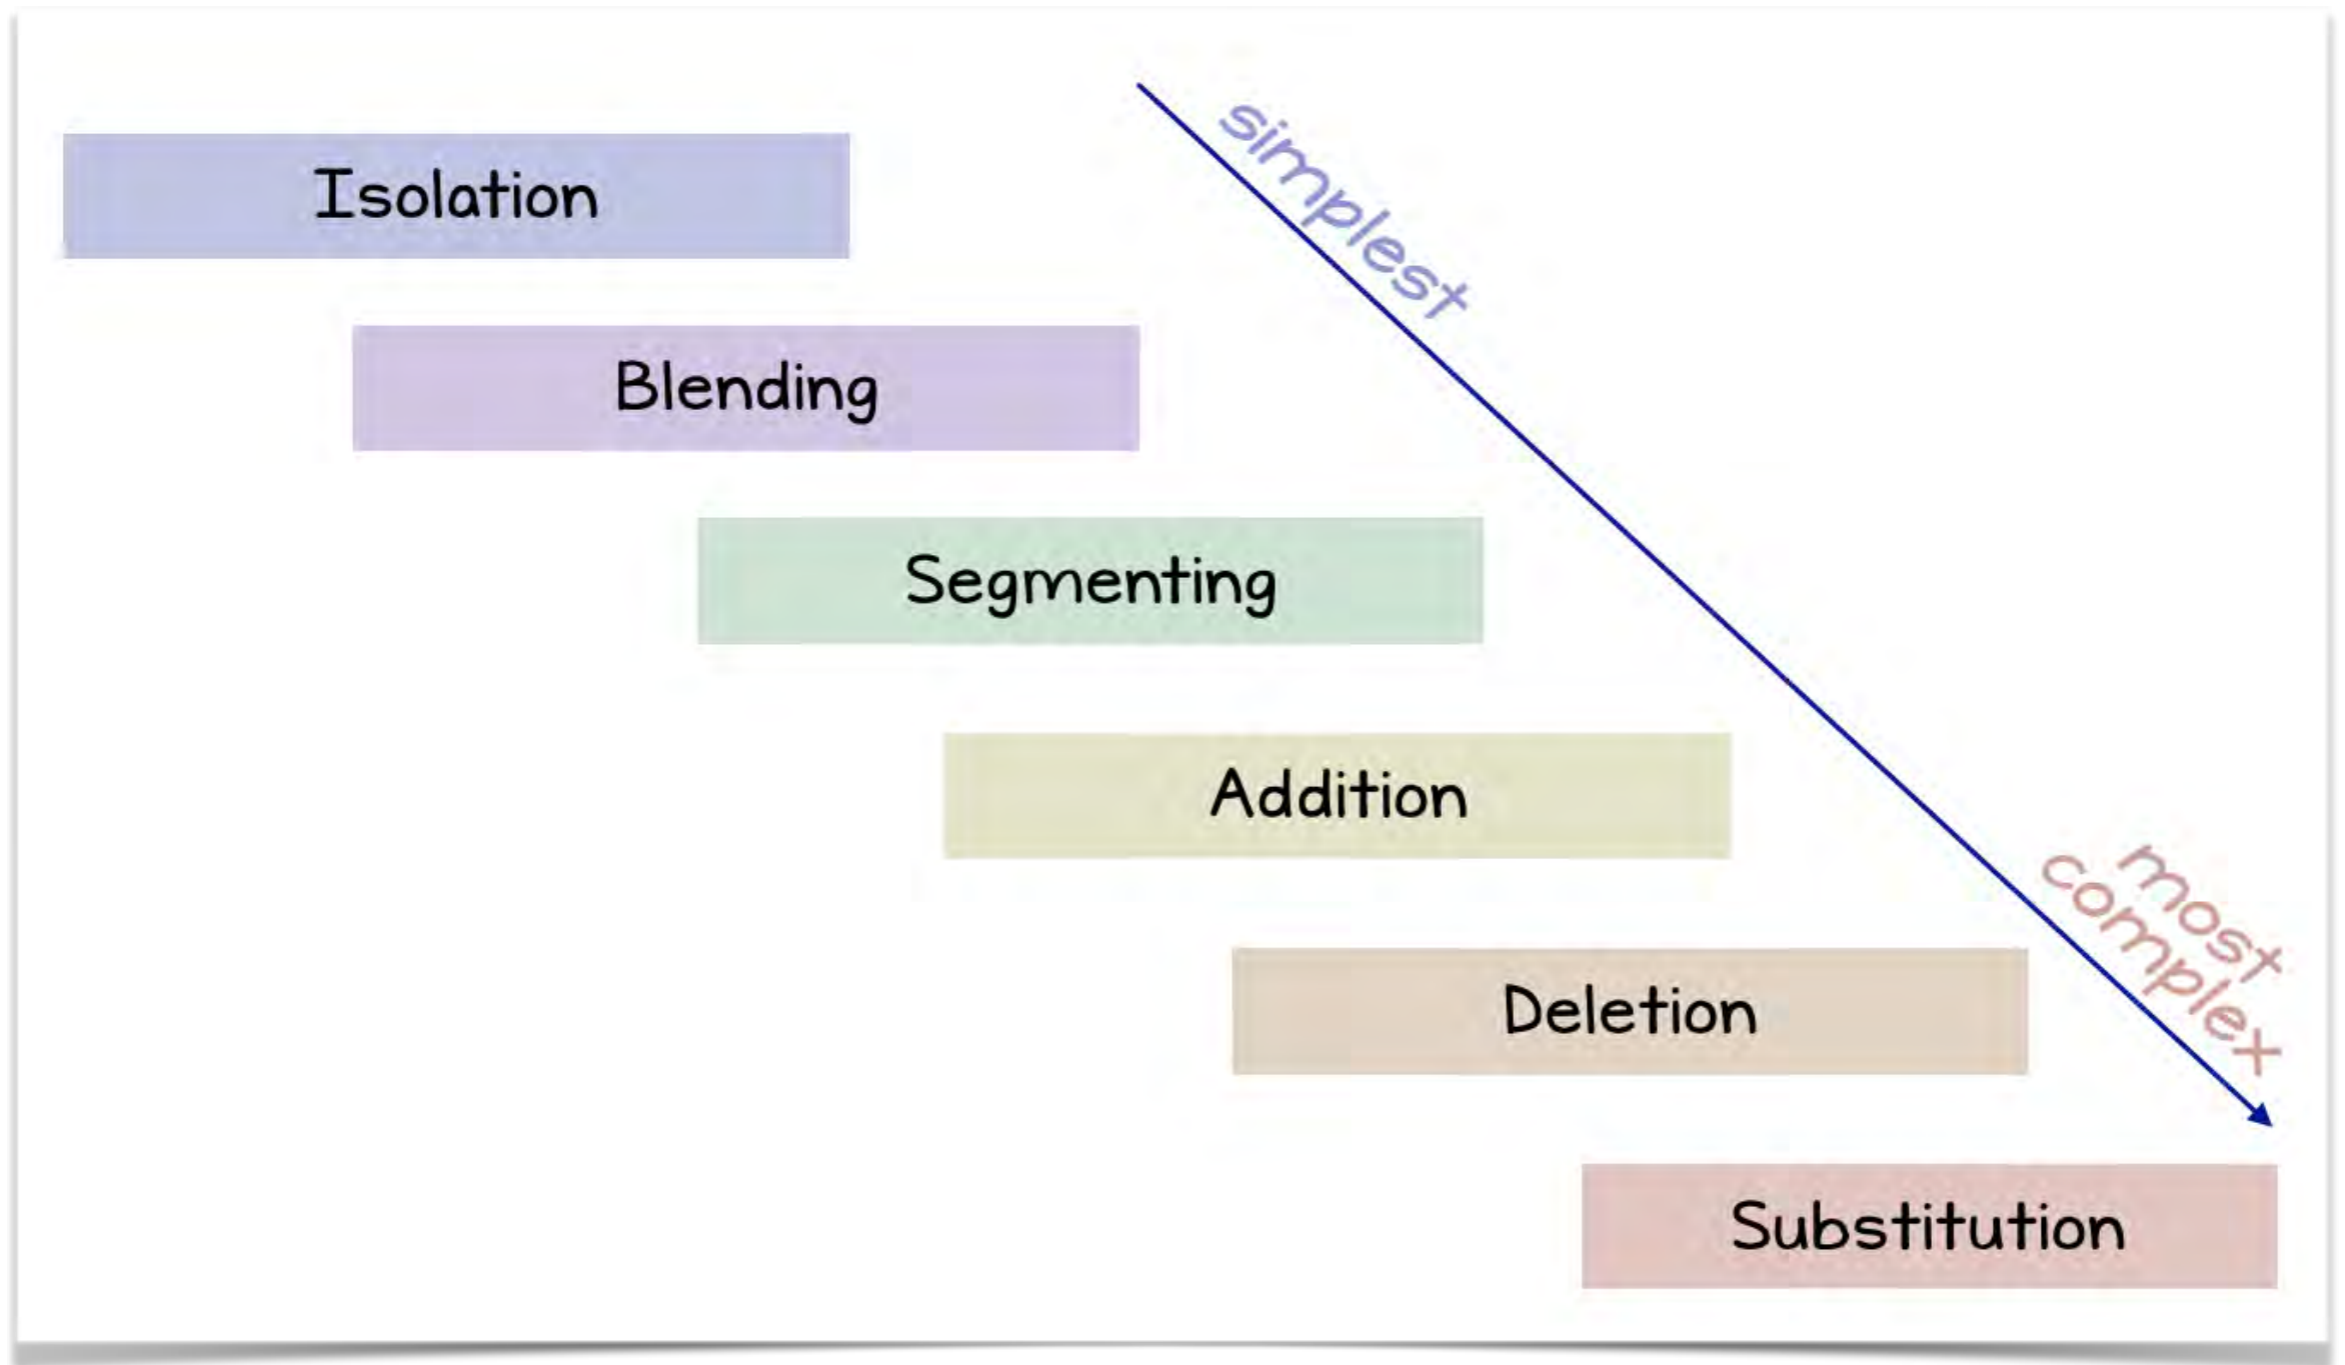 simplest
Isolation
Blending
Segmenting
Addition
most
complex
Deletion
Substitution